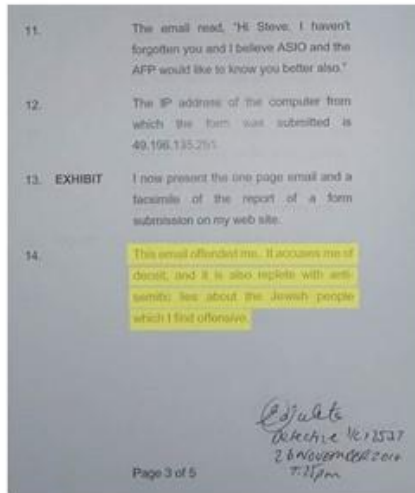 11. The email read, "Hi Steve, I haven't
forgotten you and I believe ASIO and the
AFP would like to know you better also."
12. The IP address of the computer from
which the form was submitted is
49.196.135.251.
13. EXHIBIT I now present the one page email and a
facsimile of the report of a form
submission on my web site.
14. This email offended me. It accuses me of
deceit, and it is also replete with anti-
semitic lies about the Jewish people
which I find offensive.
Detective
26 NOVEMBER
Page 3 of 5